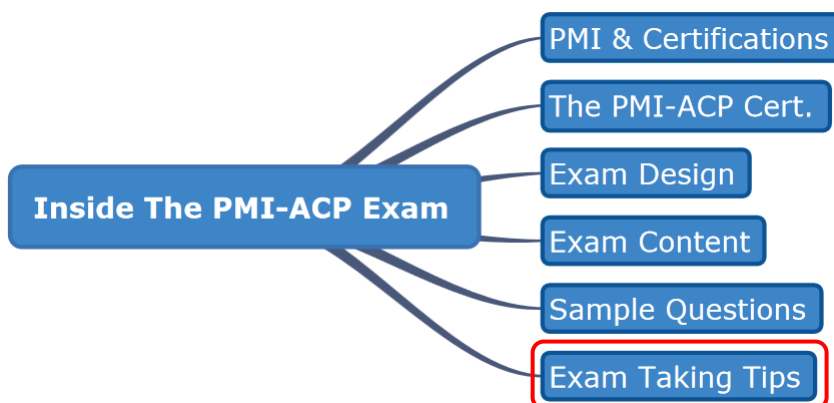 PMI & Certifications
The PMI-ACP Cert.
Exam Design
Inside The PMI-ACP Exam
Exam Content
Sample Questions
Exam Taking Tips